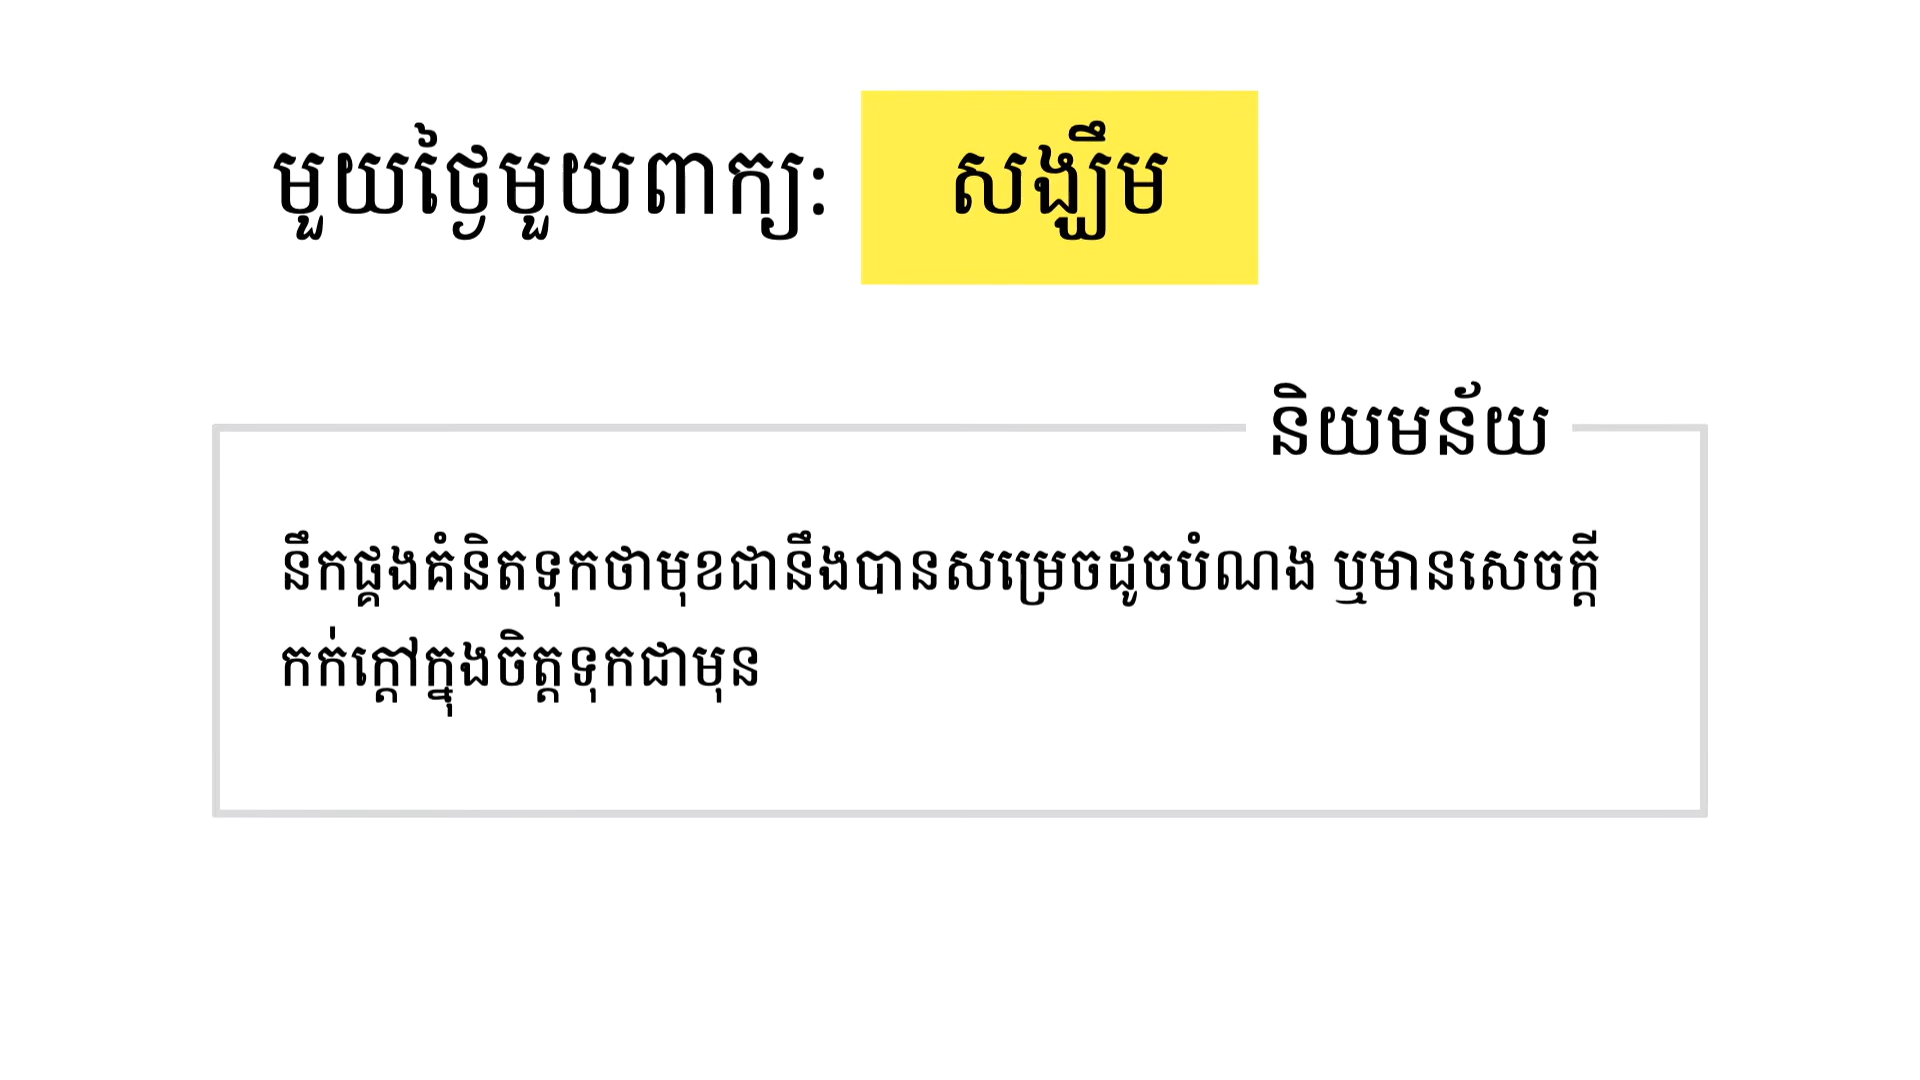 មួយថ្ងៃមួយពាក្យ: សង្ឃឹម
និយមន័យ
នឹកផ្គងគំនិតទុកថាមុខជានឹងបានសម្រេចដូចបំណង ឬមានសេចក្តី
កក់ក្តៅក្នុងចិត្តទុកជាមុន